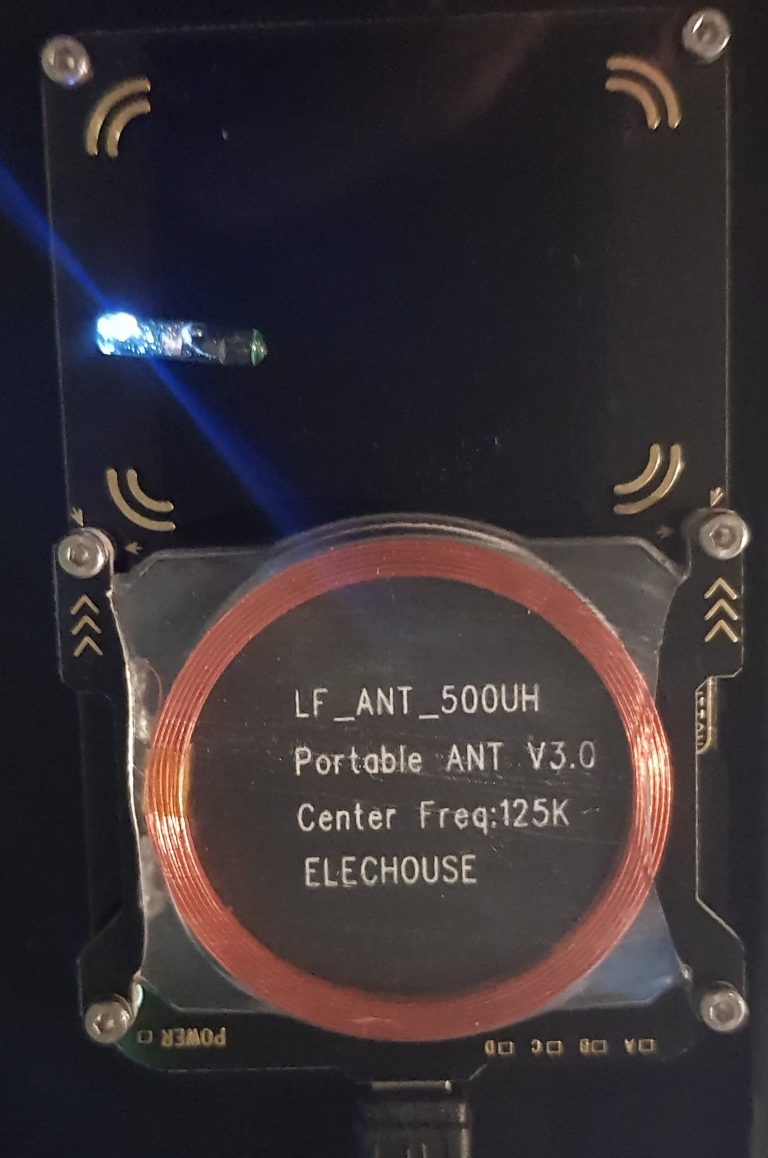 LF_ANT_500UH
Portable ANT V3.0
Center Freq:125K
ELECHOUSE
POWER
D C B A